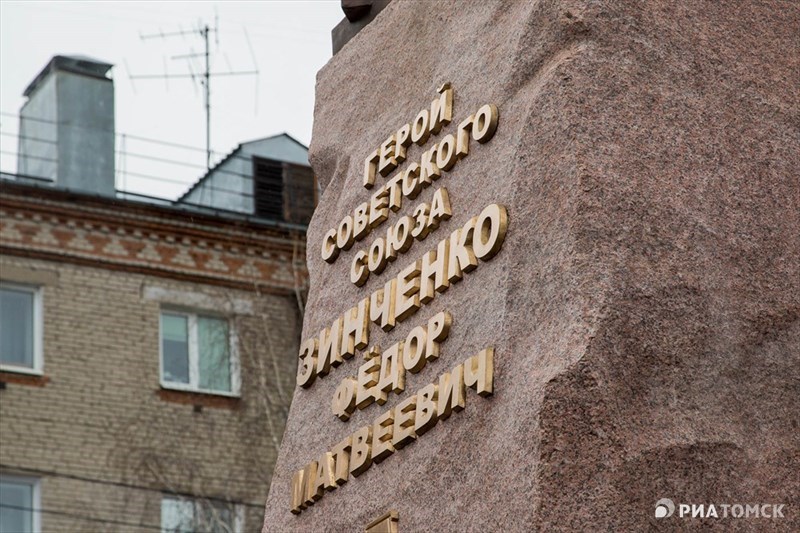 ГЕРОЙ
СОВЕТСКОГО
СОЮЗА
ЗИНЧЕНКО
ФЁДОР
МАТВЕЕВИЧ
РИАТОМСК